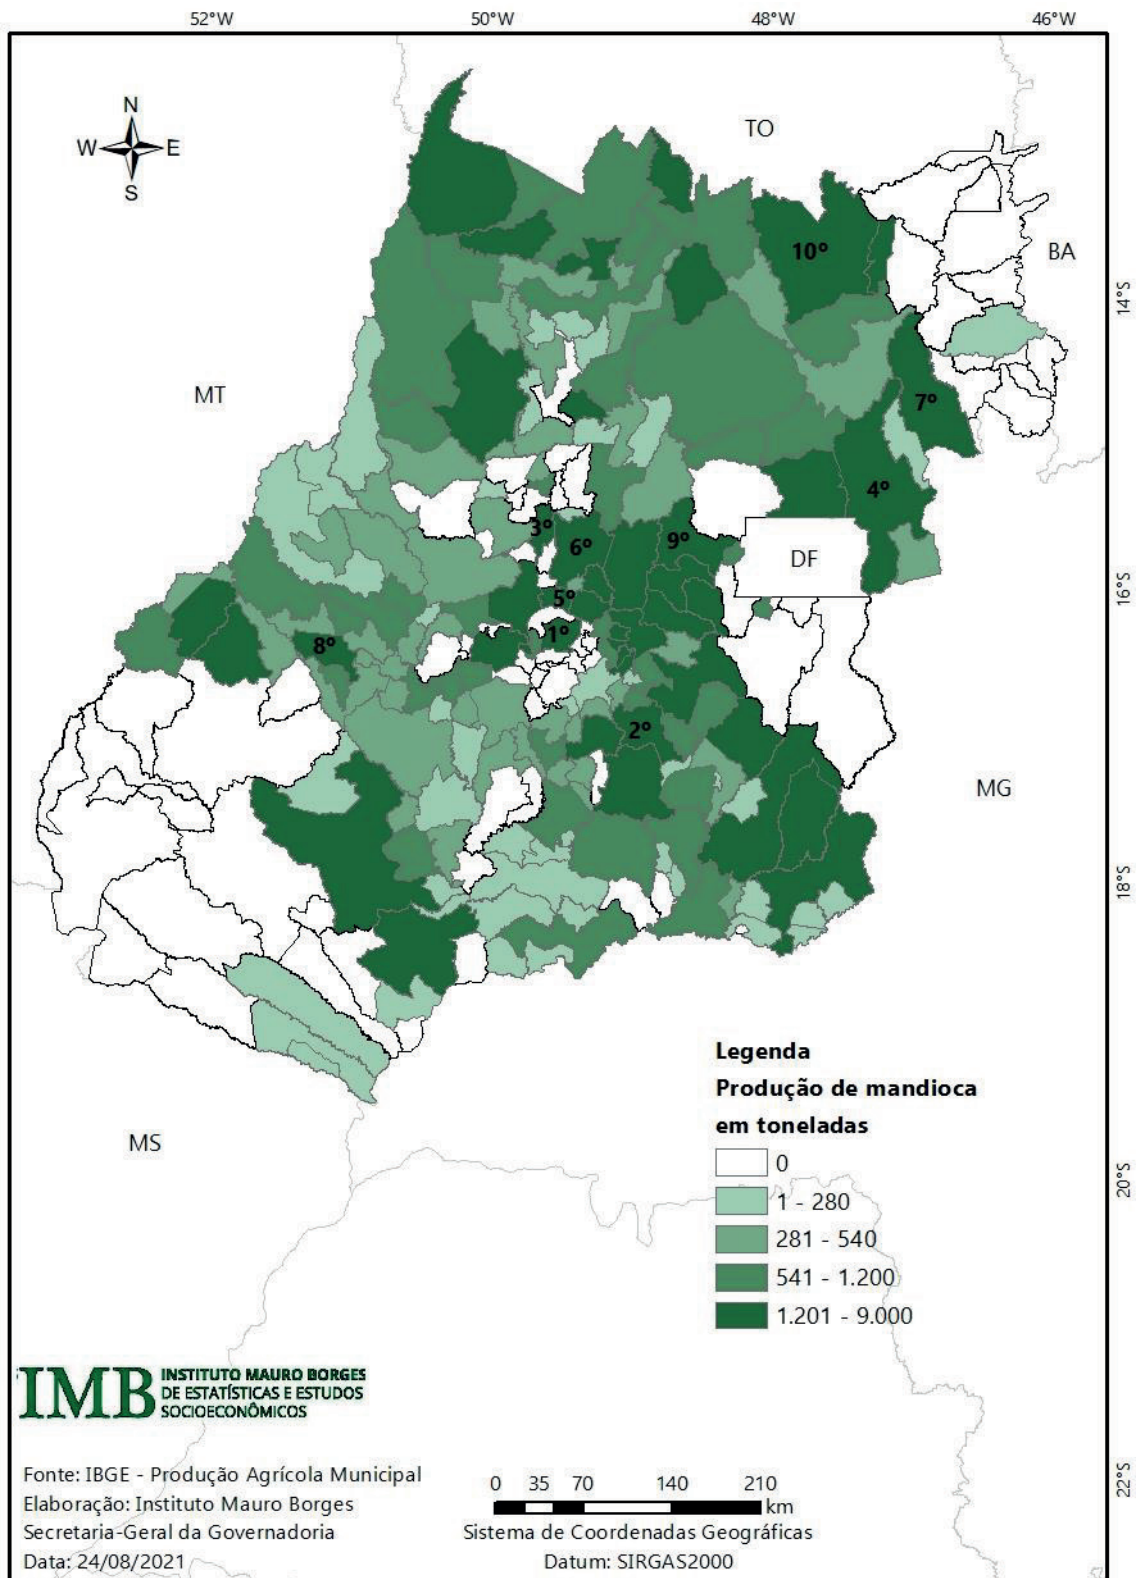 52°W 50°W 48°W 46°W
N
W E
S
TO
10º
BA
14°S
MT
7º
4º
3º
6º
9º
DF
5º
16°S
1º
8º
2º
MG
18°S
Legenda
Produção de mandioca
em toneladas
0
1 - 280
281 - 540
541 - 1.200
1.201 - 9.000
MS
20°S
IMB
INSTITUTO MAURO BORGES
DE ESTATÍSTICAS E ESTUDOS
SOCIOECONÔMICOS
22°S
Fonte: IBGE - Produção Agrícola Municipal
Elaboração: Instituto Mauro Borges
Secretaria-Geral da Governadoria
Data: 24/08/2021
0 35 70 140 210
km
Sistema de Coordenadas Geográficas
Datum: SIRGAS2000